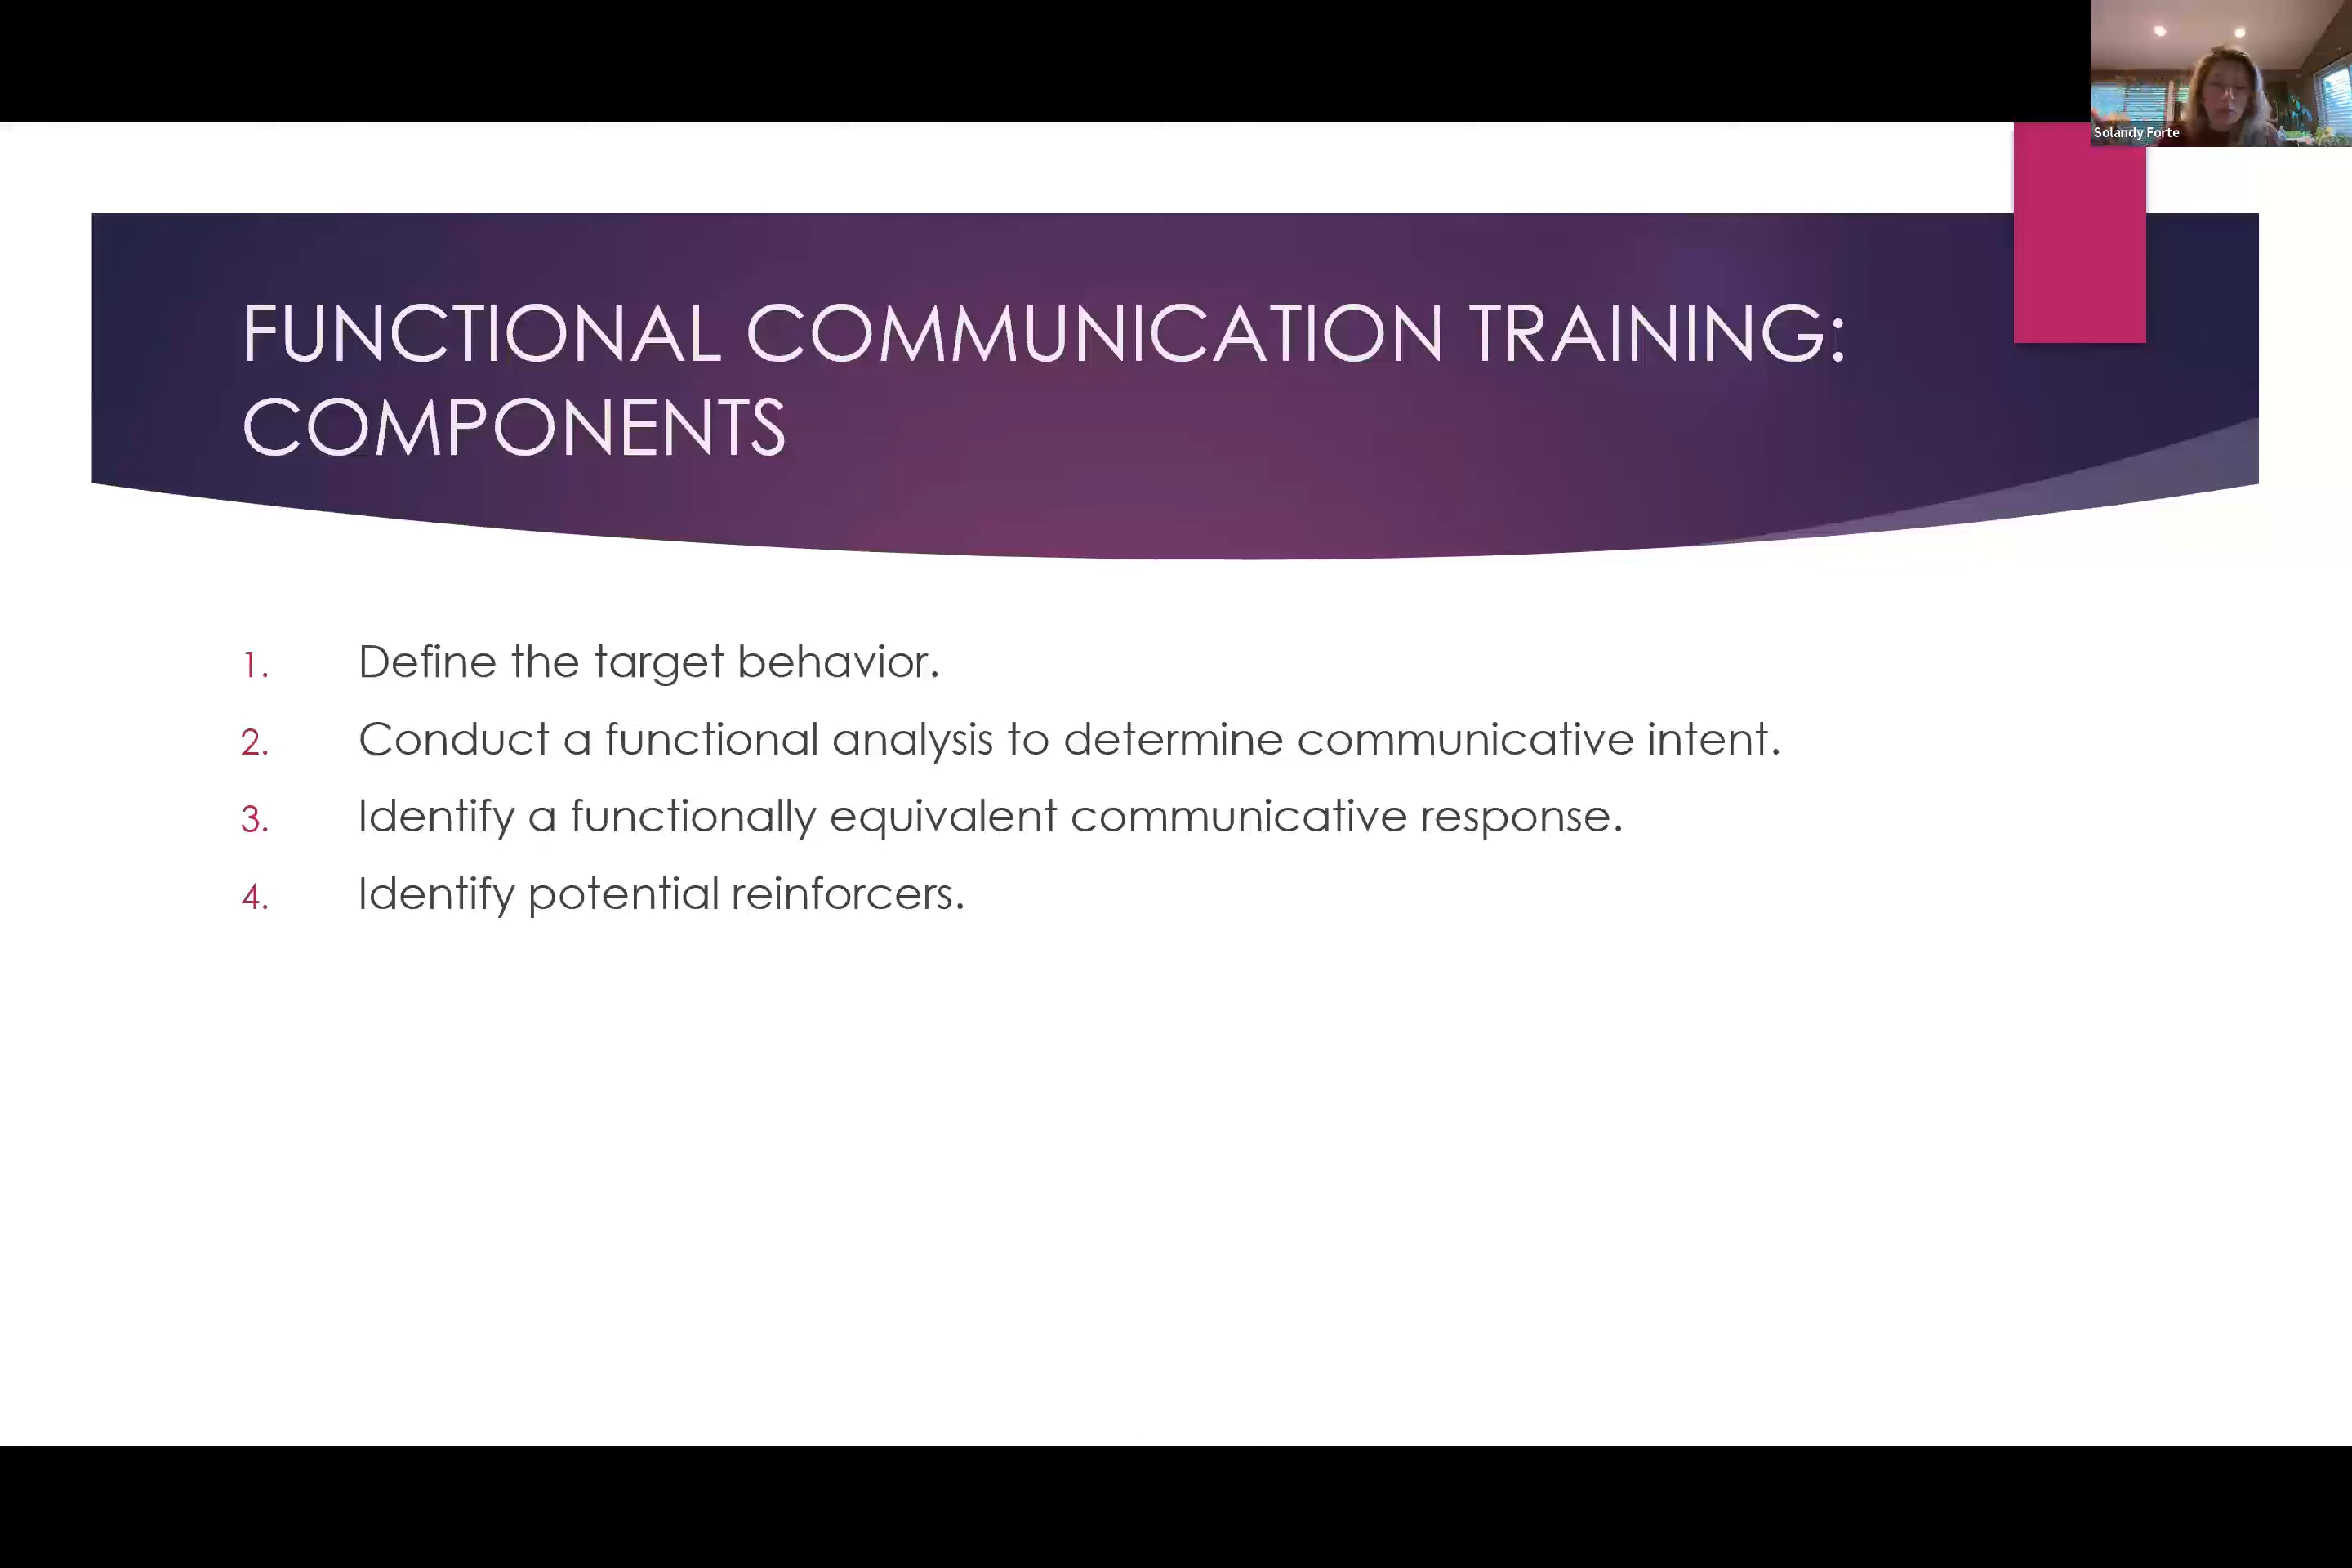 Solandy Forte
FUNCTIONAL COMMUNICATION TRAINING:
COMPONENTS
1. Define the target behavior.
2. Conduct a functional analysis to determine communicative intent.
3. Identify a functionally equivalent communicative response.
4. Identify potential reinforcers.